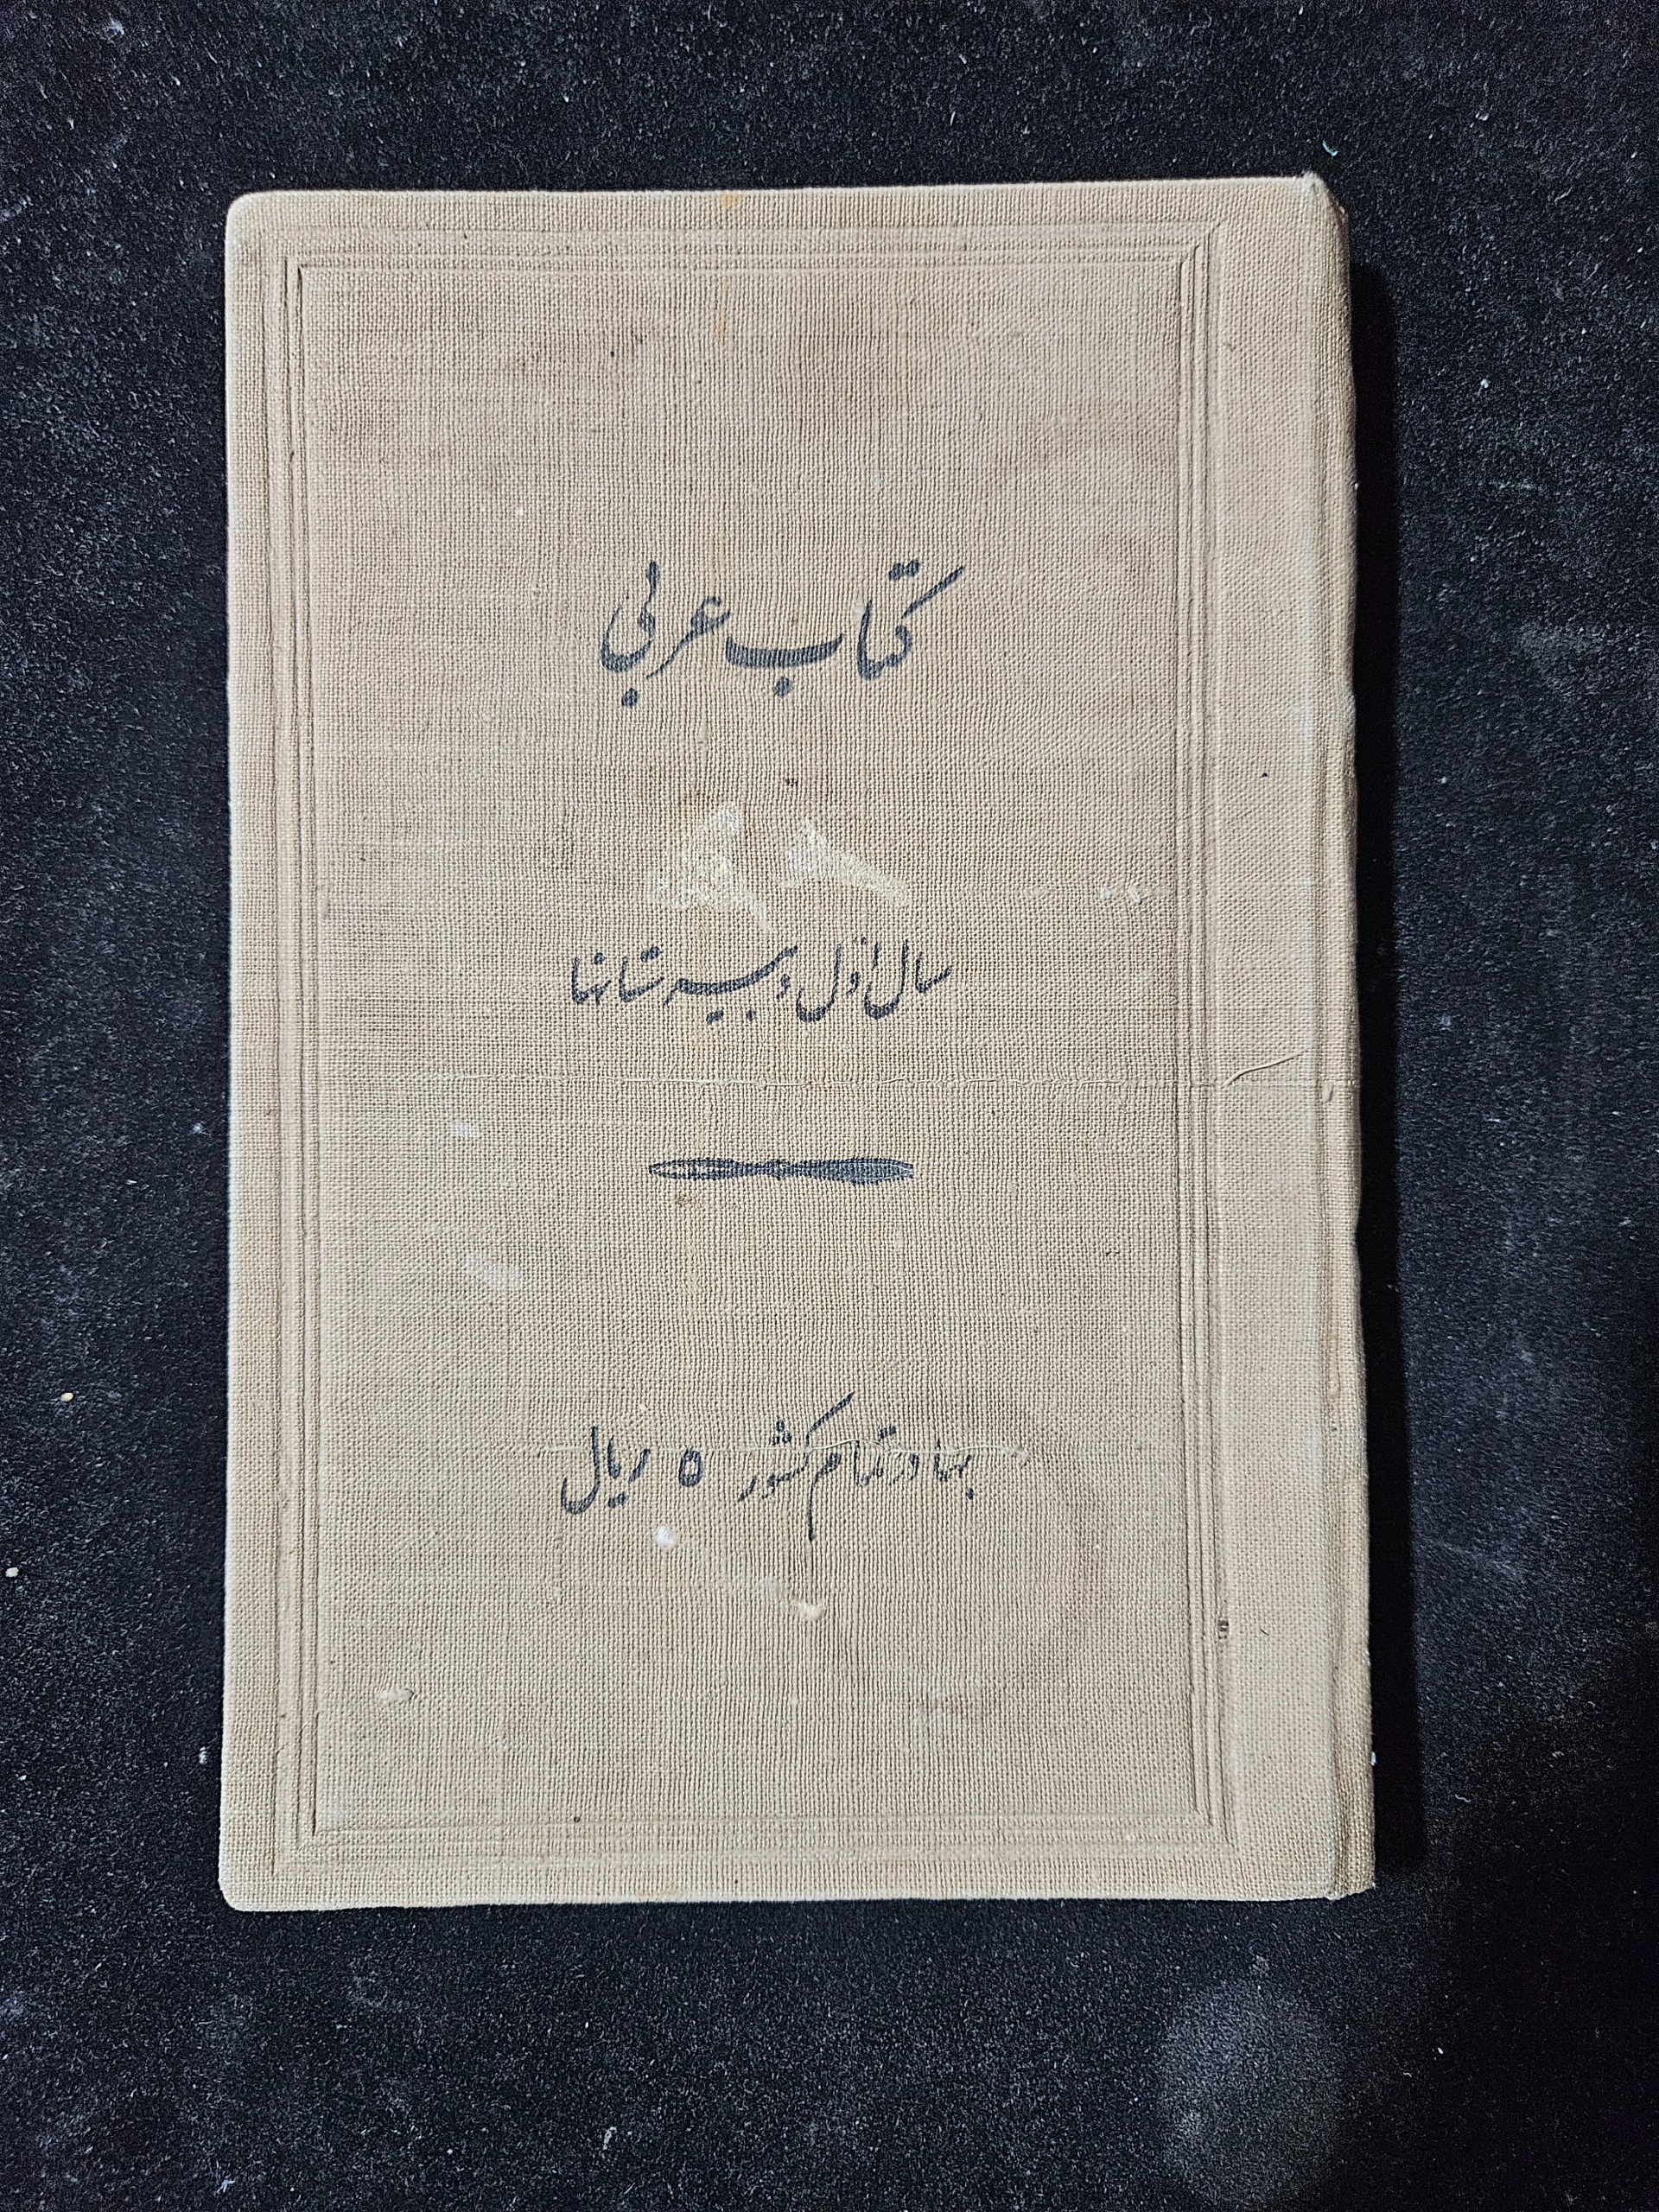 کتاب عربی
سال اول دبیرستانها
بها در تمام کشور ۵ ریال